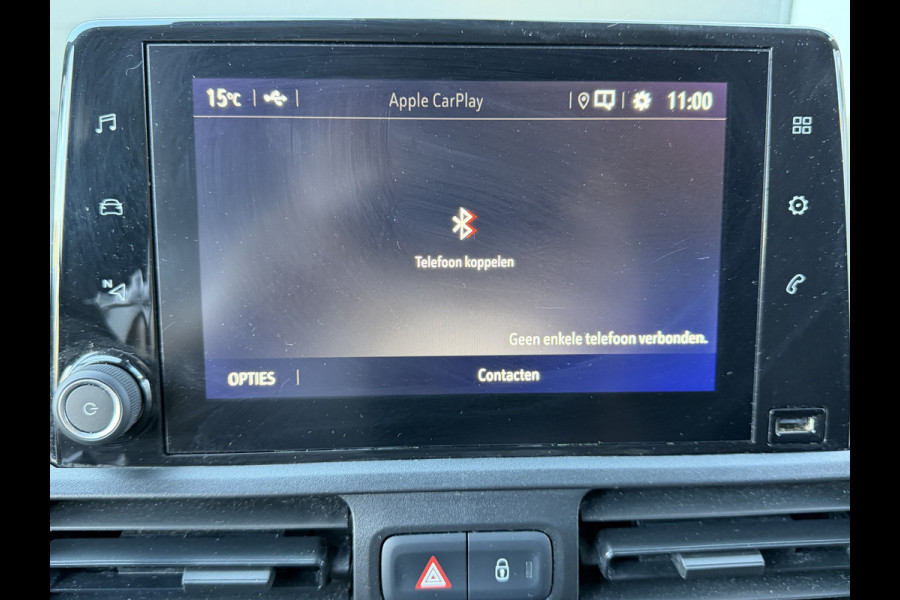 15°C Apple CarPlay 11:00
Telefoon koppelen
Geen enkele telefoon verbonden.
OPTIES Contacten
N